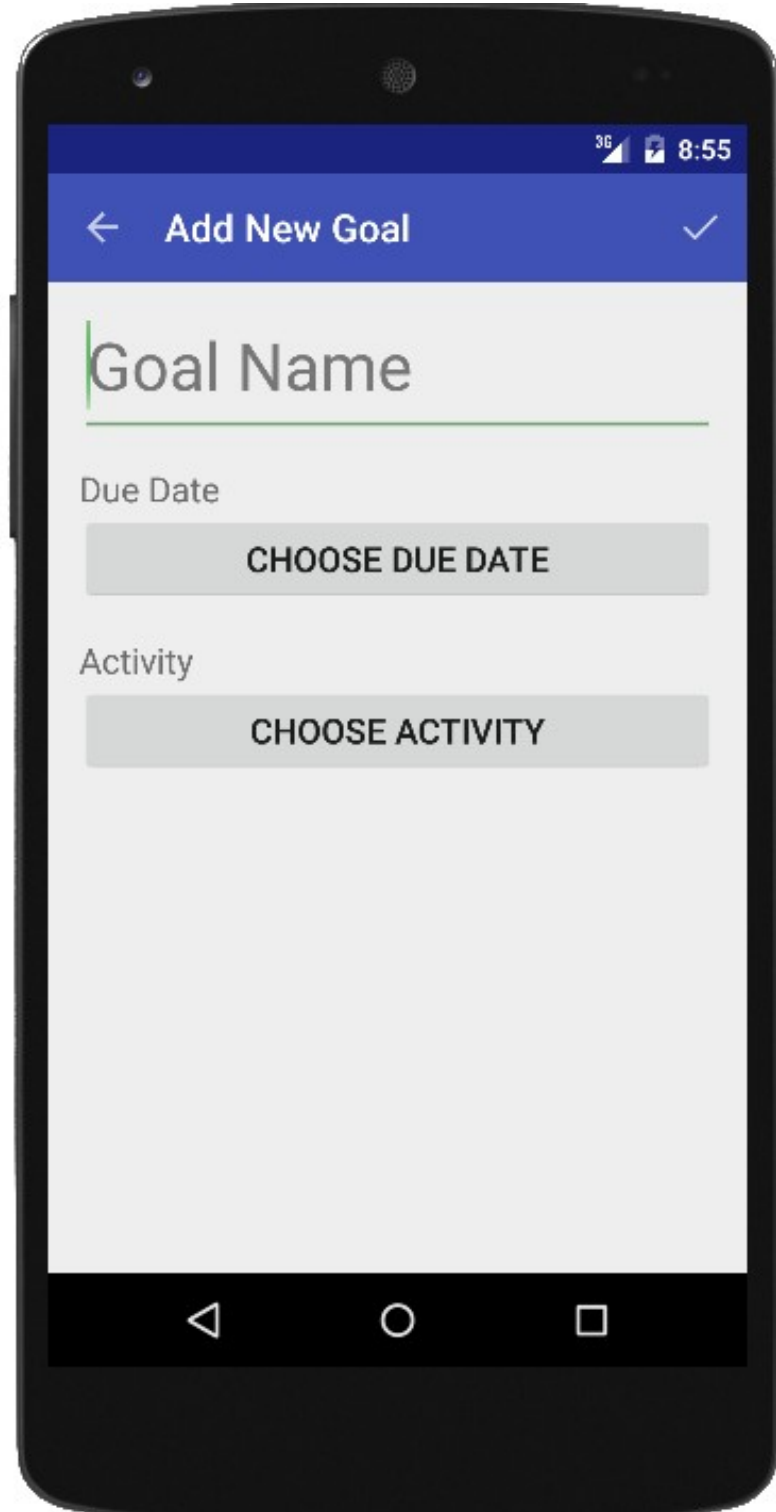 3G 8:55
Add New Goal
Goal Name
Due Date
CHOOSE DUE DATE
Activity
CHOOSE ACTIVITY